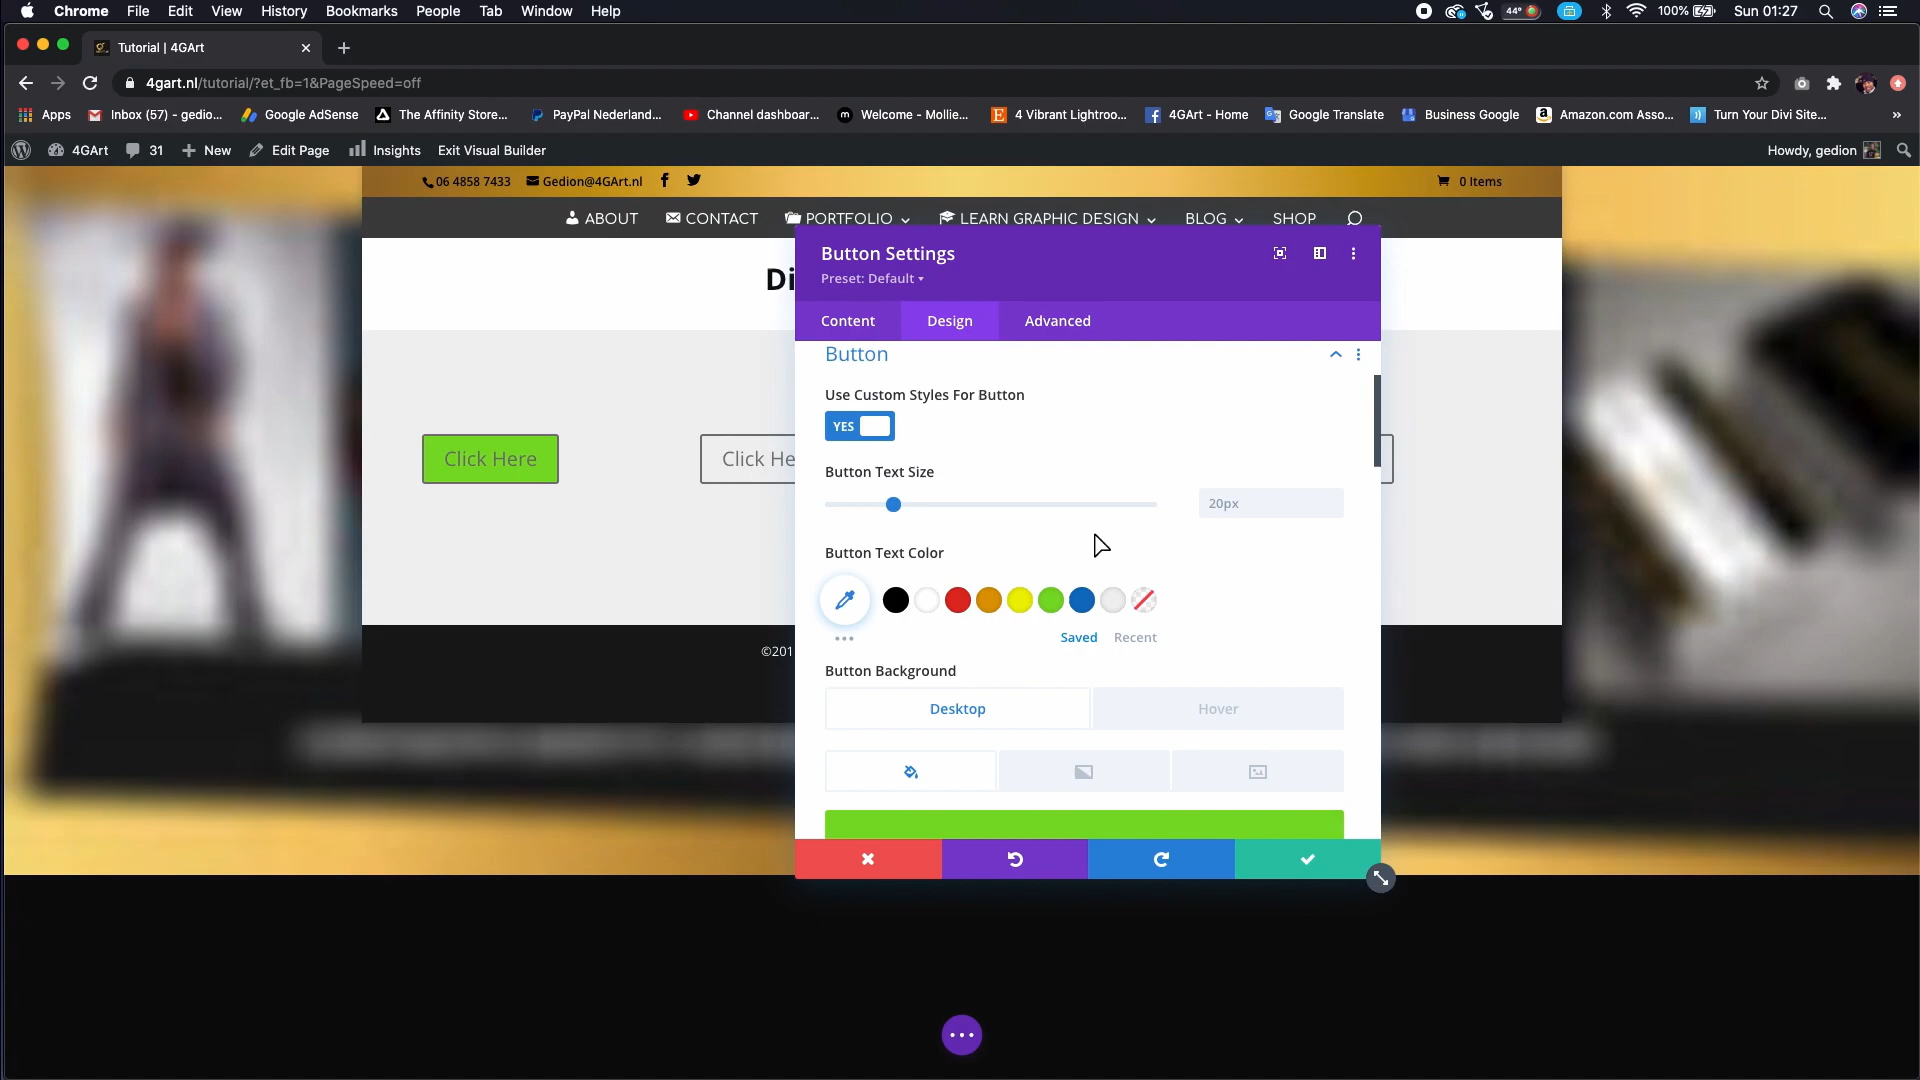 Chrome File Edit View History Bookmarks People Tab Window Help 44° 100% Sun 01:27
Tutorial | 4GArt
4gart.nl/tutorial/?et_fb=1&PageSpeed=off
Apps Inbox (57) - gedio... Google AdSense The Affinity Store... PayPal Nederland... Channel dashboar... Welcome - Mollie... 4 Vibrant Lightroo... 4GArt - Home Google Translate Business Google Amazon.com Asso... Turn Your Divi Site... »
4GArt 31 New Edit Page Insights Exit Visual Builder Howdy, gedion
06 4858 7433 Gedion@4GArt.nl 0 Items
ABOUT CONTACT PORTFOLIO LEARN GRAPHIC DESIGN BLOG SHOP
Button Settings
Di
Preset: Default
Content Design Advanced
Button
Use Custom Styles For Button
YES
Click Here
Click He
Button Text Size
20px
Button Text Color
Saved Recent
©201
Button Background
Desktop Hover